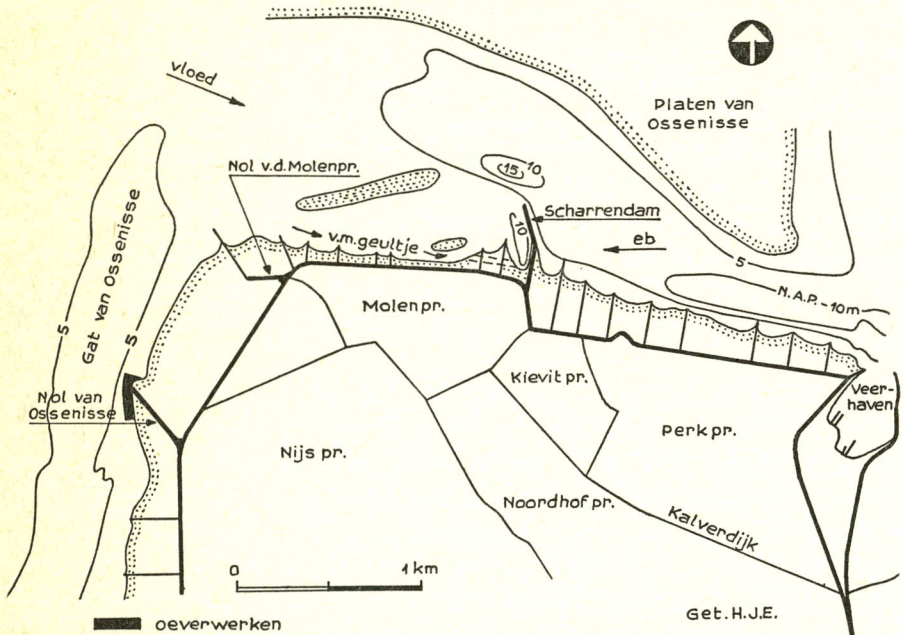 vloed
Platen van
Ossenisse
Nol v.d. Molenpr.
15
10
Scharrendam
10
v.m. geultje
eb
5
N.A.P. - 10m
Gat van Ossenisse
5
5
Molen pr.
Kievit pr.
Veer-
haven
Nol van
Ossenisse
Perk pr.
Nijs pr.
Noordhof pr.
Kalverdijk
0
1 km
oeverwerken
Get. H.J.E.